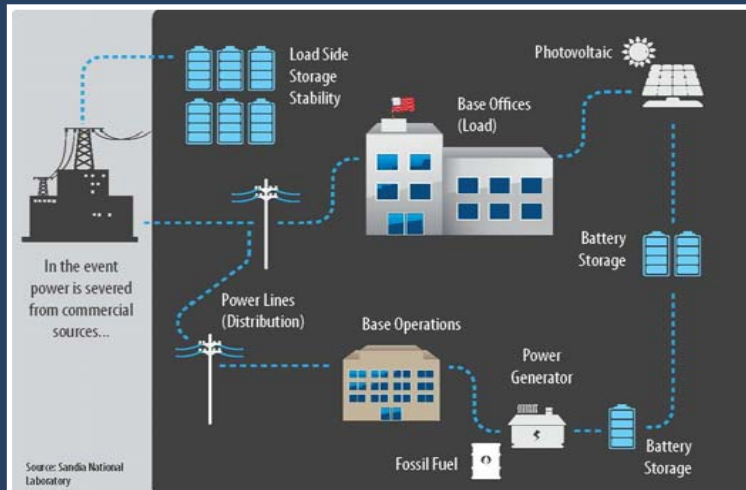 Load Side
Storage
Stability
Photovoltaic
Base Offices
(Load)
Battery
Storage
In the event
power is severed
from commercial
sources...
Power Lines
(Distribution)
Base Operations
Power
Generator
Fossil Fuel
Battery
Storage
Source: Sandia National
Laboratory